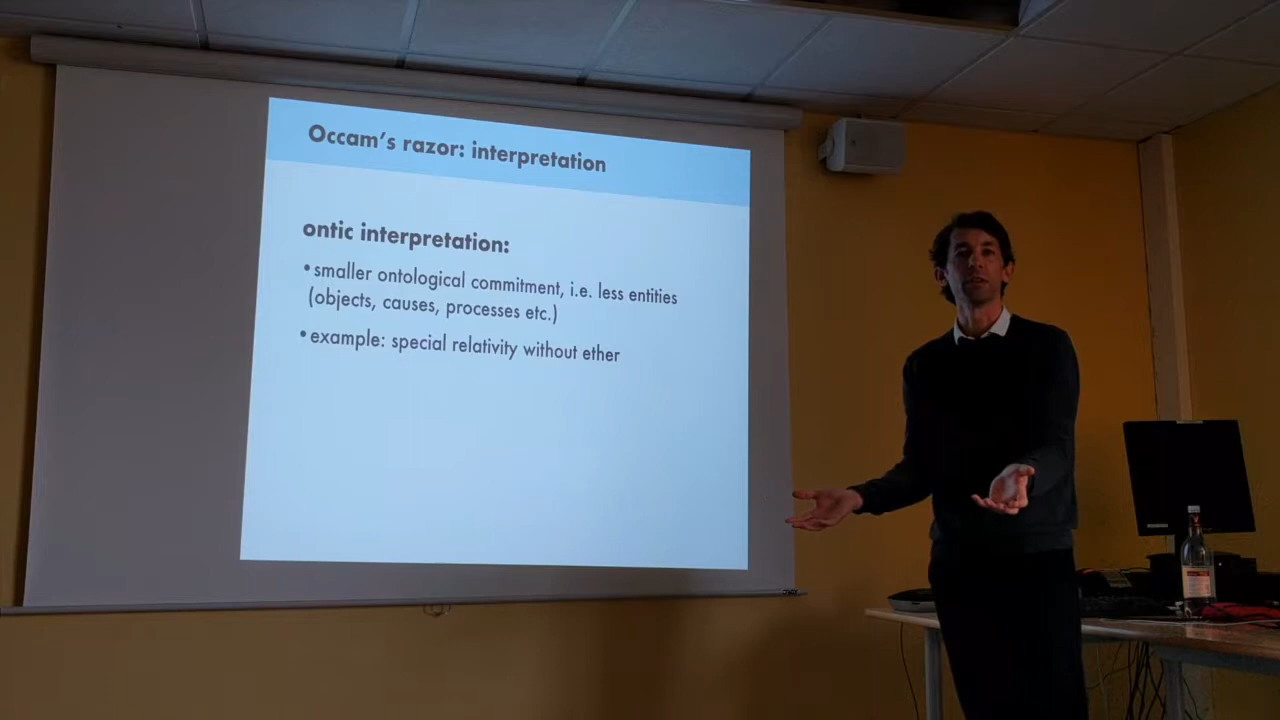 Occam's razor: interpretation
ontic interpretation:
•smaller ontological commitment, i.e. less entities
(objects, causes, processes etc.)
•example: special relativity without ether